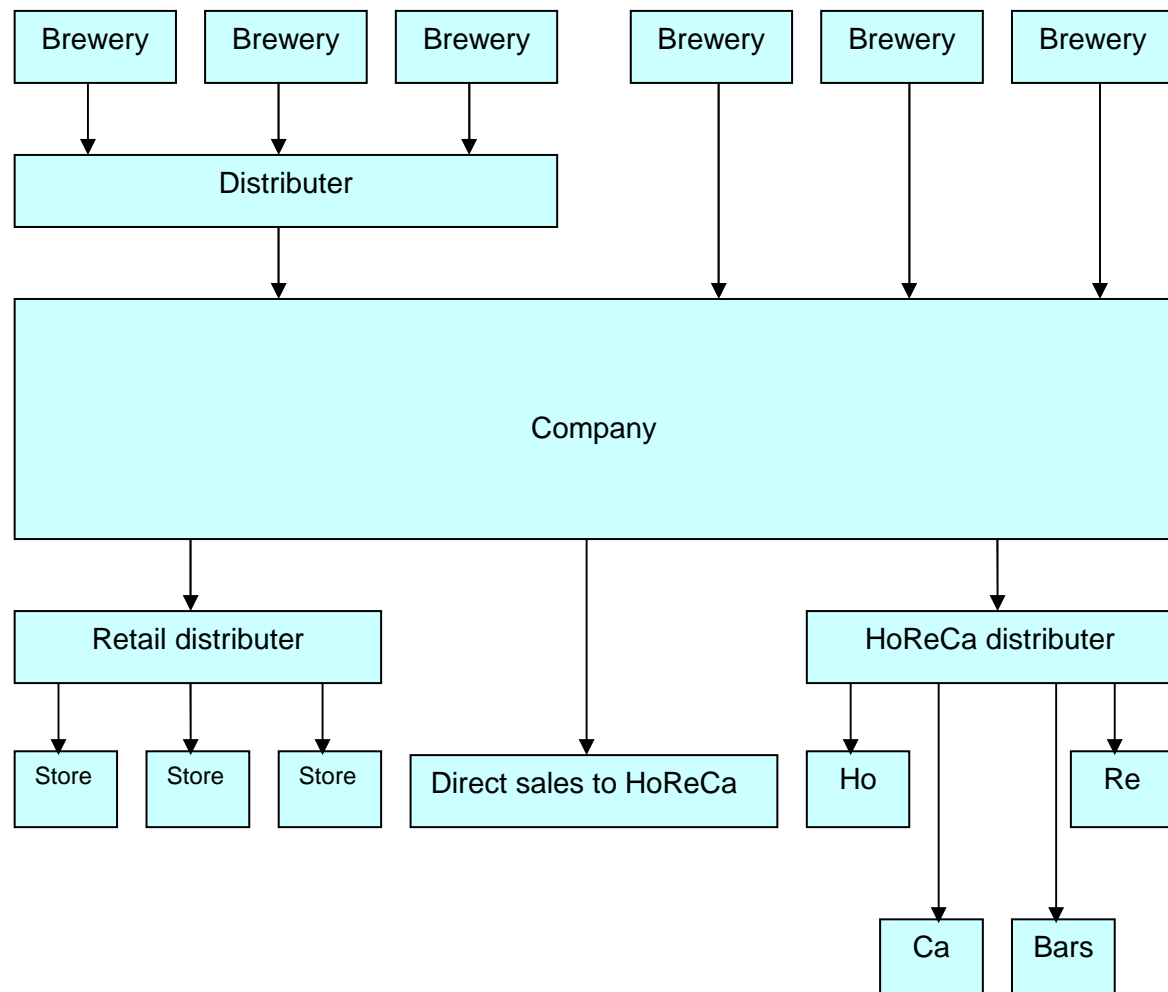 Brewery
Brewery
Brewery
Brewery
Brewery
Brewery
Distributer
Company
Retail distributer
HoReCa distributer
Store
Store
Store
Direct sales to HoReCa
Ho
Re
Ca
Bars